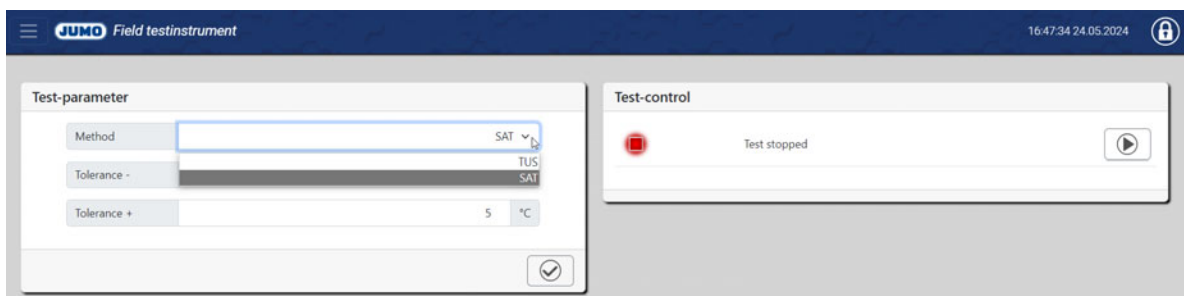 JUMO Field testinstrument
16:47:34 24.05.2024
Test-parameter
Method SAT
TUS
SAT
Tolerance -
Tolerance + 5 °C
Test-control
Test stopped